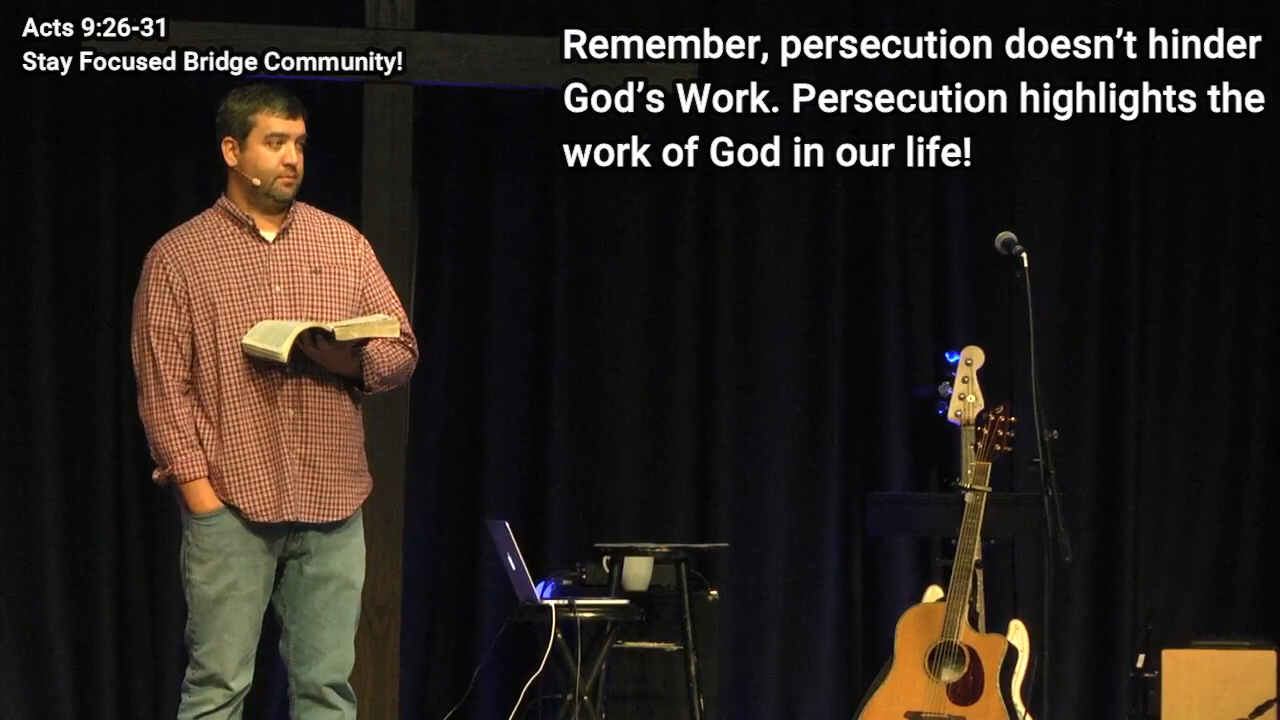 Acts 9:26-31
Stay Focused Bridge Community!
Remember, persecution doesn’t hinder
God’s Work. Persecution highlights the
work of God in our life!